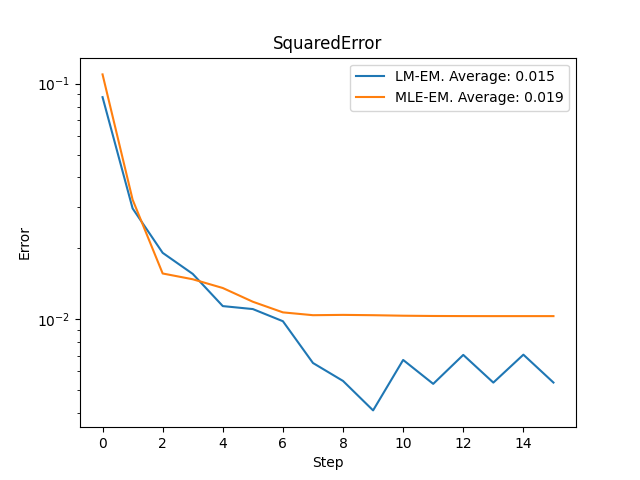 SquaredError
LM-EM. Average: 0.015
MLE-EM. Average: 0.019
10⁻¹
10⁻²
Error
0 2 4 6 8 10 12 14
Step